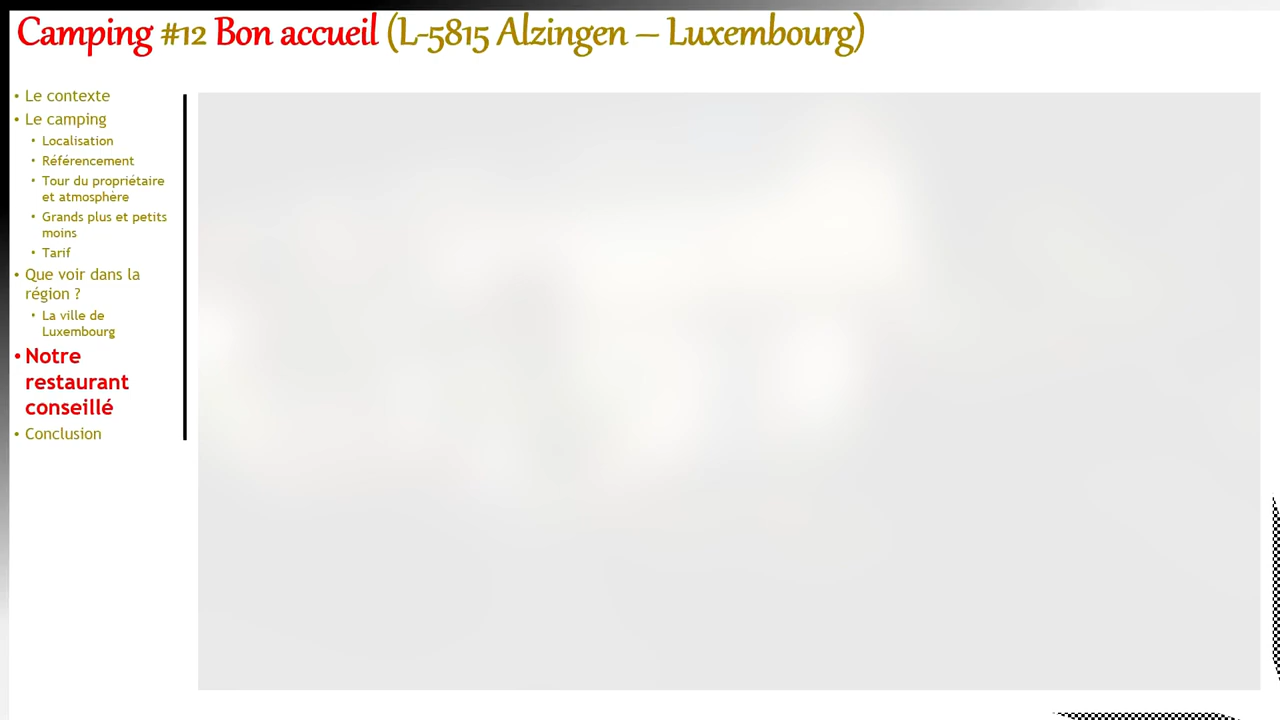 Camping #12 Bon accueil (L-5815 Alzingen – Luxembourg)
• Le contexte
• Le camping
• Localisation
• Référencement
• Tour du propriétaire
et atmosphère
• Grands plus et petits
moins
• Tarif
• Que voir dans la
région ?
• La ville de
Luxembourg
• Notre
restaurant
conseillé
• Conclusion